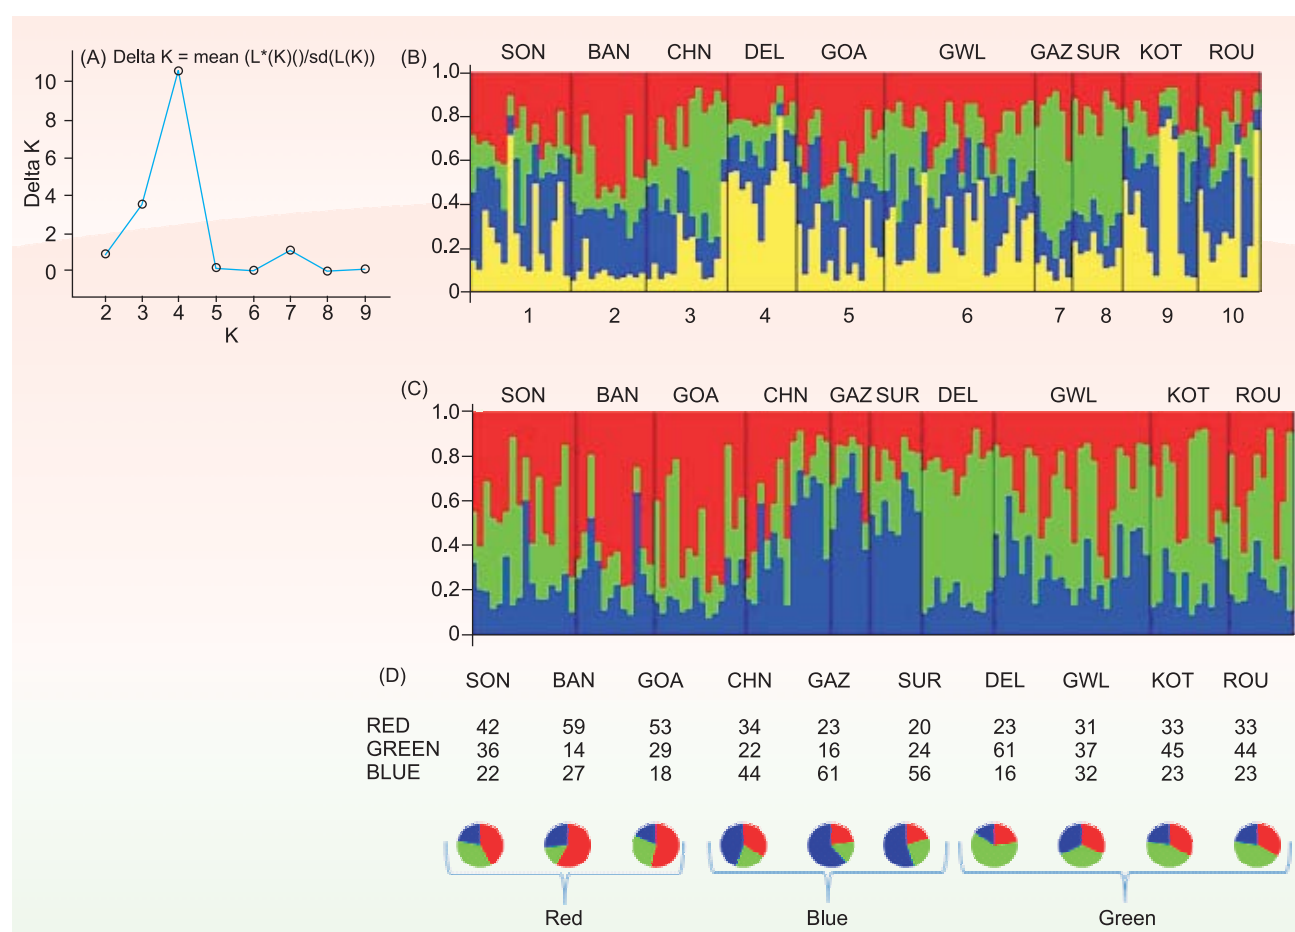 (A) Delta K = mean (L*(K)()/sd(L(K))
10
8
6
4
2
0
Delta K
2 3 4 5 6 7 8 9
K
(B) SON BAN CHN DEL GOA GWL GAZ SUR KOT ROU
1.0
0.8
0.6
0.4
0.2
0
1 2 3 4 5 6 7 8 9 10
(C) SON BAN GOA CHN GAZ SUR DEL GWL KOT ROU
1.0
0.8
0.6
0.4
0.2
0
(D) SON BAN GOA CHN GAZ SUR DEL GWL KOT ROU
RED 42 59 53 34 23 20 23 31 33 33
GREEN 36 14 29 22 16 24 61 37 45 44
BLUE 22 27 18 44 61 56 16 32 23 23
Red Blue Green